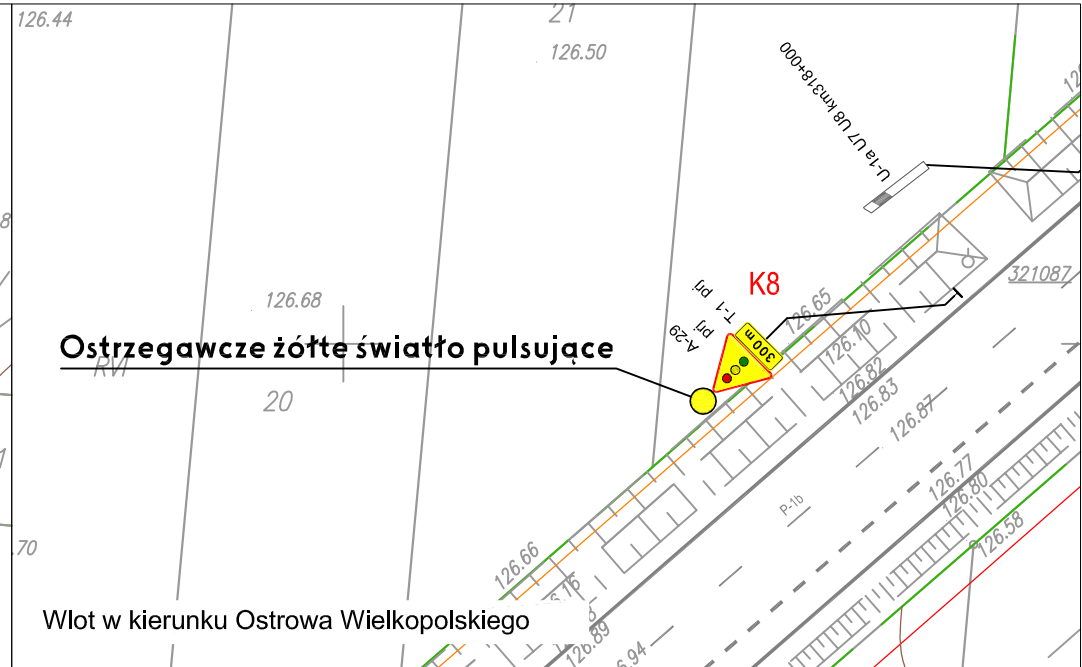 126.44
21
126.50
U-1a U7 U8 km318+000
321087
126.68
K8
T-1 prj
A-29 prj
300 m
126.65
126.10
126.82
126.83
126.87
Ostrzegawcze żółte światło pulsujące
RVI
20
126.77
126.80
126.58
P-1b
.70
126.66
Wlot w kierunku Ostrowa Wielkopolskiego
126.89